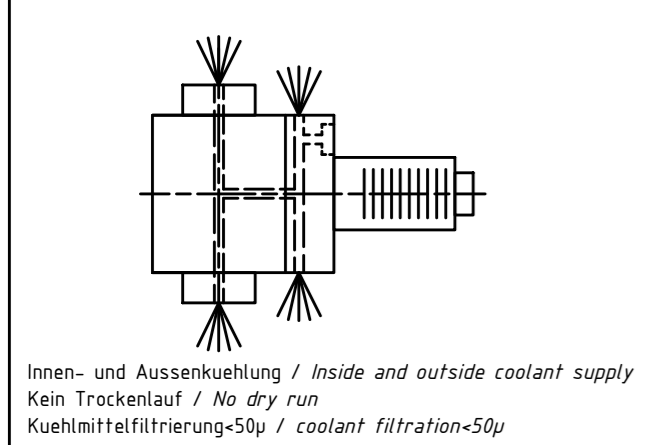 Innen- und Aussenkuehlung / Inside and outside coolant supply
Kein Trockenlauf / No dry run
Kuehlmittelfiltrierung<50µ / coolant filtration<50µ